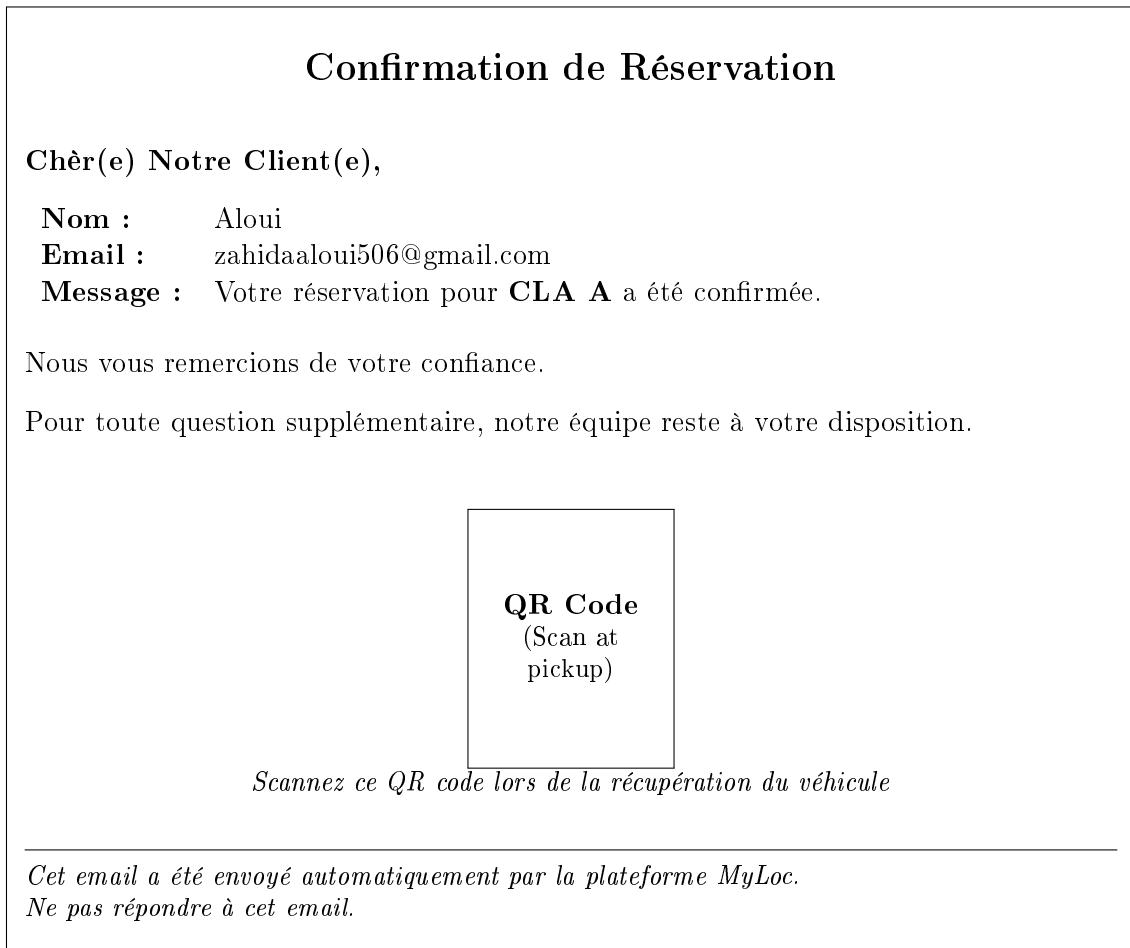 Confirmation de Réservation
Chèr(e) Notre Client(e),
Nom : Aloui
Email : zahidaaloui506@gmail.com
Message : Votre réservation pour CLA A a été confirmée.
Nous vous remercions de votre confiance.
Pour toute question supplémentaire, notre équipe reste à votre disposition.
QR Code
(Scan at
pickup)
Scannez ce QR code lors de la récupération du véhicule
Cet email a été envoyé automatiquement par la plateforme MyLoc.
Ne pas répondre à cet email.